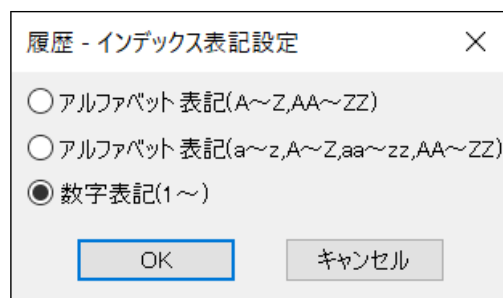 履歴 - インデックス表記設定
アルファベット表記(A～Z,AA～ZZ)
アルファベット表記(a～z,A～Z,aa～zz,AA～ZZ)
数字表記(1～)
OK キャンセル